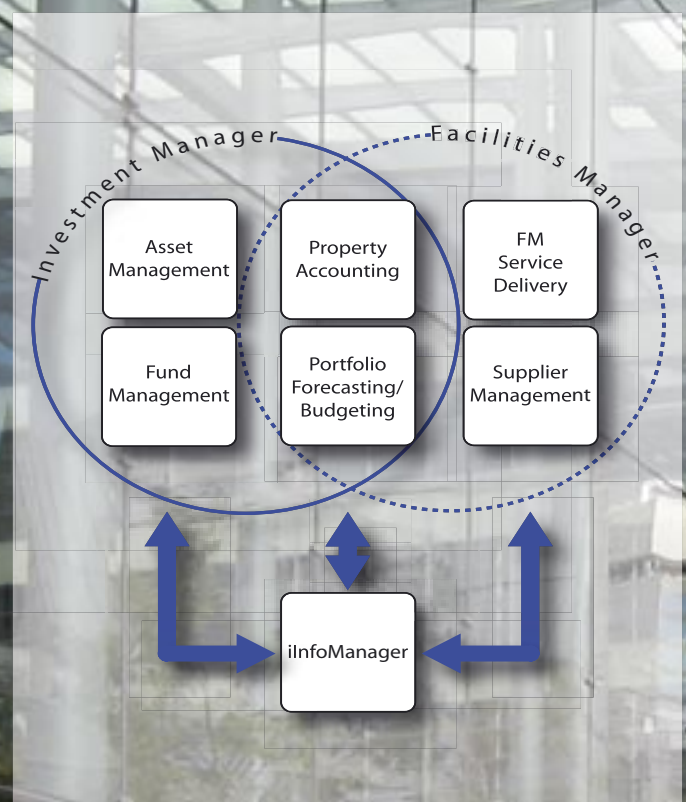 Investment Manager
Facilities Manager
Asset
Management
Property
Accounting
FM
Service
Delivery
Fund
Management
Portfolio
Forecasting/
Budgeting
Supplier
Management
iInfoManager